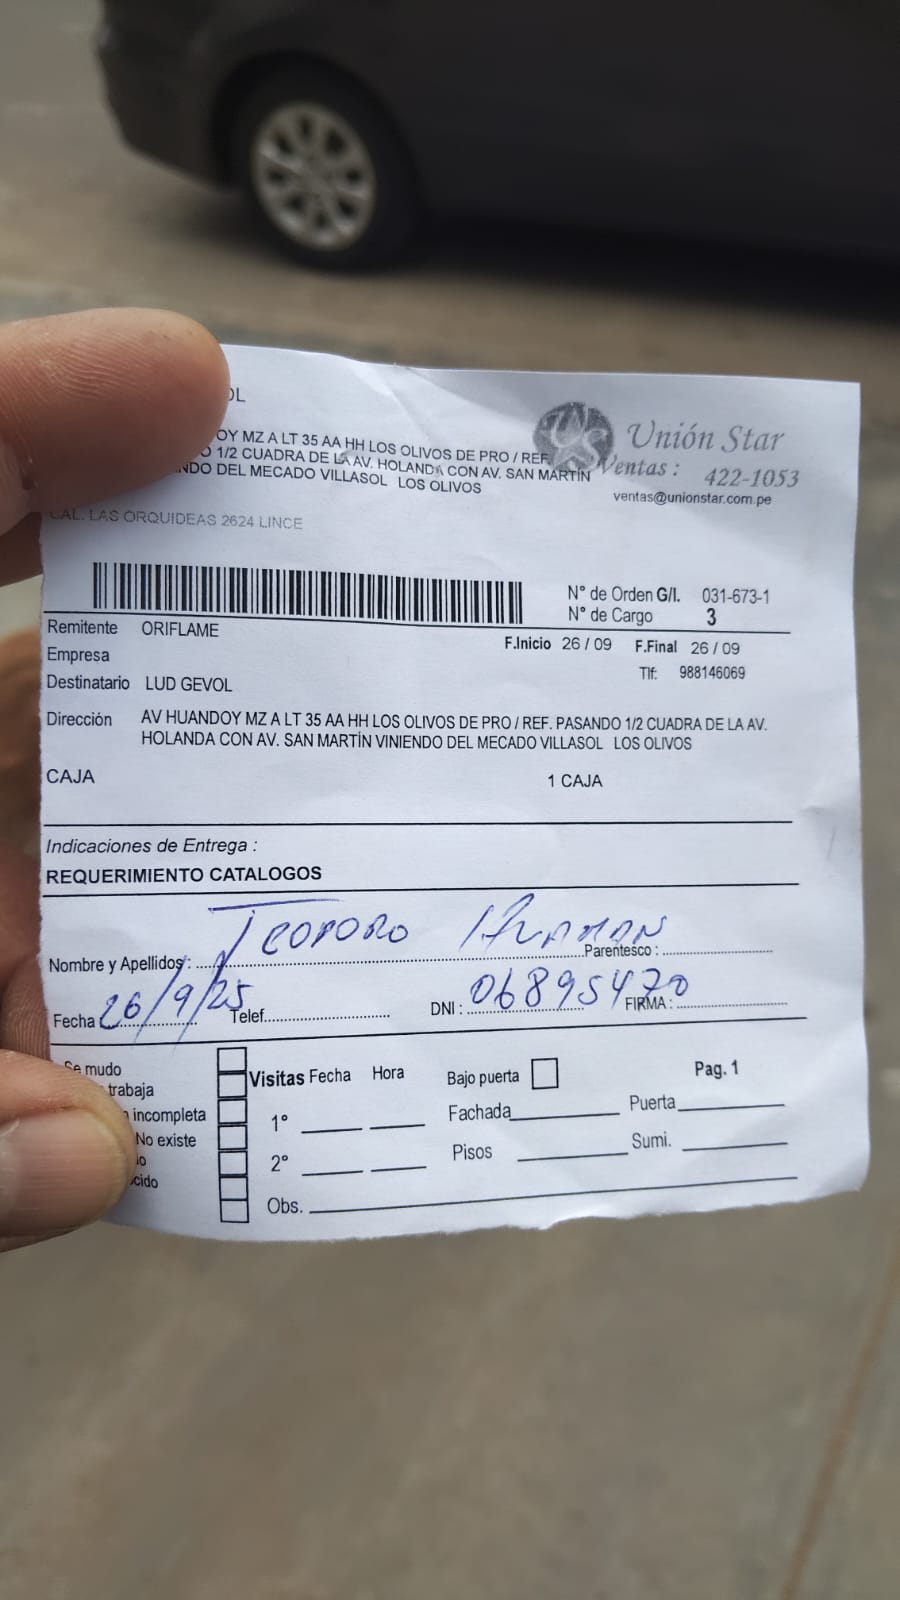 OL
OY MZ A LT 35 AA HH LOS OLIVOS DE PRO / REF.
O 1/2 CUADRA DE LA AV. HOLANDA CON AV. SAN MARTÍN
NDO DEL MECADO VILLASOL LOS OLIVOS
CAL. LAS ORQUIDEAS 2624 LINCE
US Unión Star
Ventas : 422-1053
ventas@unionstar.com.pe
N° de Orden G/I. 031-673-1
N° de Cargo 3
Remitente ORIFLAME
F.Inicio 26 / 09 F.Final 26 / 09
Empresa
Tlf: 988146069
Destinatario LUD GEVOL
Dirección AV HUANDOY MZ A LT 35 AA HH LOS OLIVOS DE PRO / REF. PASANDO 1/2 CUADRA DE LA AV.
HOLANDA CON AV. SAN MARTÍN VINIENDO DEL MECADO VILLASOL LOS OLIVOS
CAJA 1 CAJA
Indicaciones de Entrega :
REQUERIMIENTO CATALOGOS
Nombre y Apellidos : TEODORO HUAMAN Parentesco :
Fecha 26/9/25 Telef. DNI : 06895470 FIRMA :
Se mudo
trabaja
incompleta
No existe
io
cido
Visitas Fecha Hora
1°
2°
Obs.
Bajo puerta
Fachada
Pisos
Pag. 1
Puerta
Sumi.